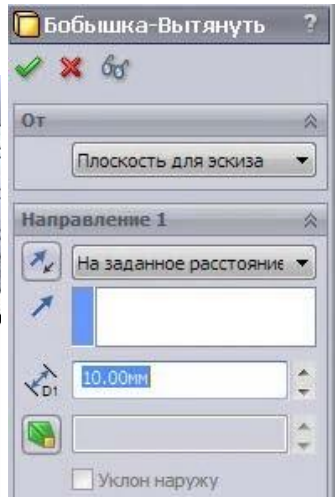 Бобышка-Вытянуть ?
От
Плоскость для эскиза
Направление 1
На заданное расстояние
D1 10.00мм
Уклон наружу